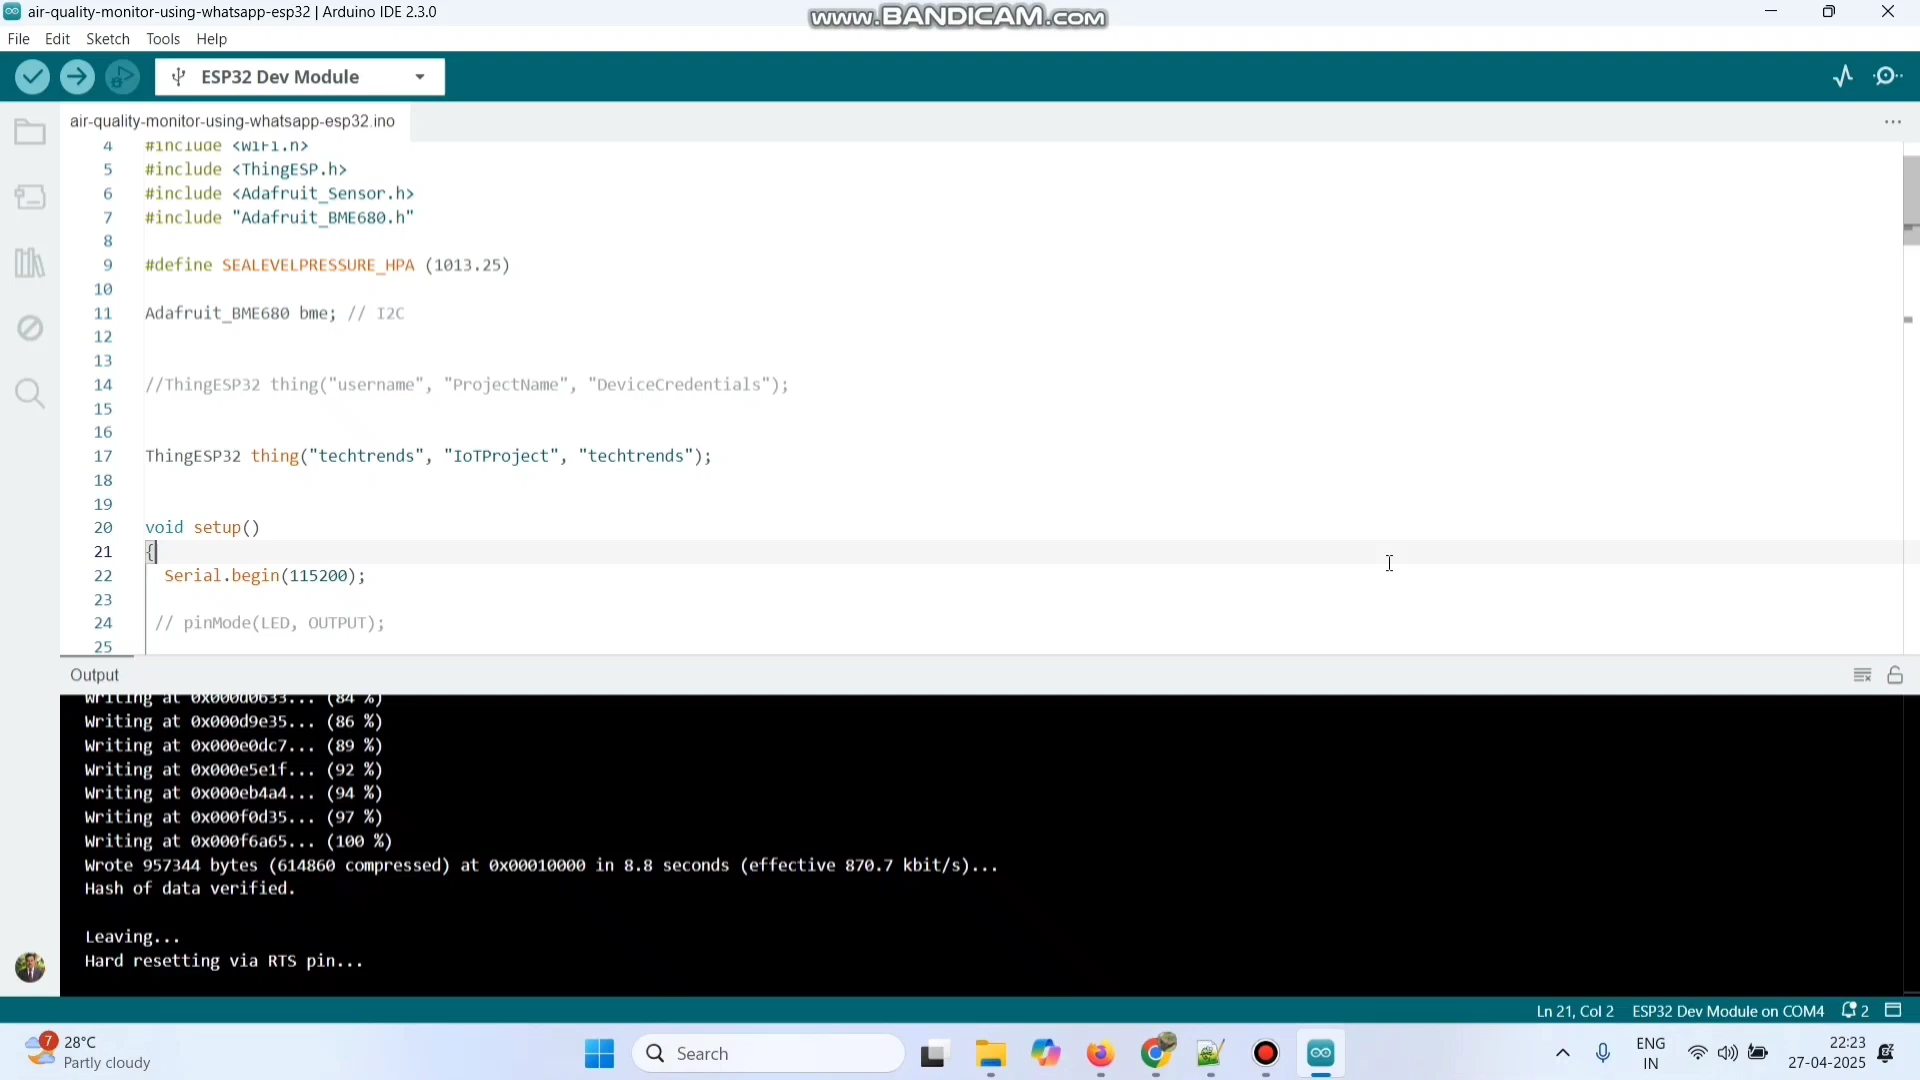 air-quality-monitor-using-whatsapp-esp32 | Arduino IDE 2.3.0
www.BANDICAM.com
File Edit Sketch Tools Help
ESP32 Dev Module
air-quality-monitor-using-whatsapp-esp32.ino
4 #include <WiFi.h>
5 #include <ThingESP.h>
6 #include <Adafruit_Sensor.h>
7 #include "Adafruit_BME680.h"
8
9 #define SEALEVELPRESSURE_HPA (1013.25)
10
11 Adafruit_BME680 bme; // I2C
12
13
14 //ThingESP32 thing("username", "ProjectName", "DeviceCredentials");
15
16
17 ThingESP32 thing("techtrends", "IoTProject", "techtrends");
18
19
20 void setup()
21 {
22 Serial.begin(115200);
23
24 // pinMode(LED, OUTPUT);
25
Output
Writing at 0x000d0633... (84 %)
Writing at 0x000d9e35... (86 %)
Writing at 0x000e0dc7... (89 %)
Writing at 0x000e5e1f... (92 %)
Writing at 0x000eb4a4... (94 %)
Writing at 0x000f0d35... (97 %)
Writing at 0x000f6a65... (100 %)
Wrote 957344 bytes (614860 compressed) at 0x00010000 in 8.8 seconds (effective 870.7 kbit/s)...
Hash of data verified.
Leaving...
Hard resetting via RTS pin...
Ln 21, Col 2 ESP32 Dev Module on COM4 2
7
28°C
Partly cloudy
Search
ENG
IN
22:23
27-04-2025